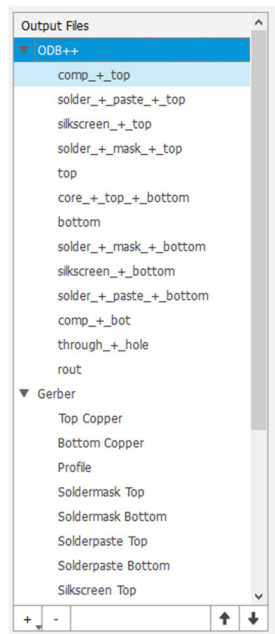 Output Files
ODB++
comp_+_top
solder_+_paste_+_top
silkscreen_+_top
solder_+_mask_+_top
top
core_+_top_+_bottom
bottom
solder_+_mask_+_bottom
silkscreen_+_bottom
solder_+_paste_+_bottom
comp_+_bot
through_+_hole
rout
Gerber
Top Copper
Bottom Copper
Profile
Soldermask Top
Soldermask Bottom
Solderpaste Top
Solderpaste Bottom
Silkscreen Top
+ -